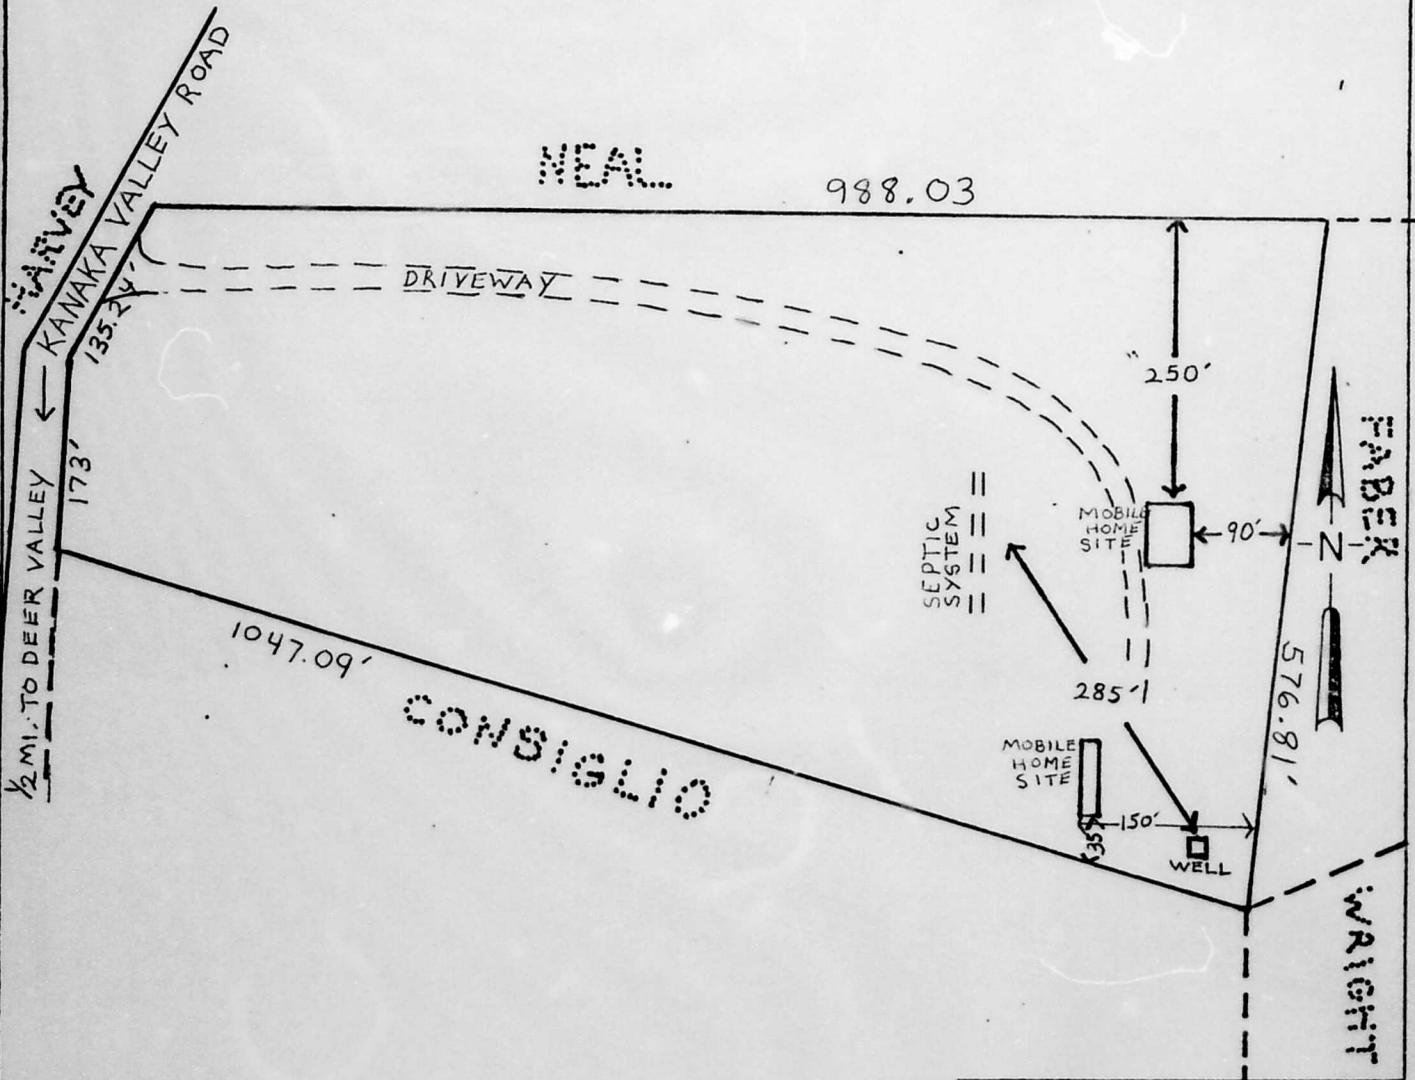 NEAL
988.03
HARVEY
KANAKA VALLEY ROAD
135.24'
DRIVEWAY
250'
FABER
173'
MOBILE
HOME
SITE
90'
N
SEPTIC
SYSTEM
1/2 MI. TO DEER VALLEY
1047.09'
CONSIGLIO
285'
576.81'
MOBILE
HOME
SITE
150'
35'
WELL
WRIGHT